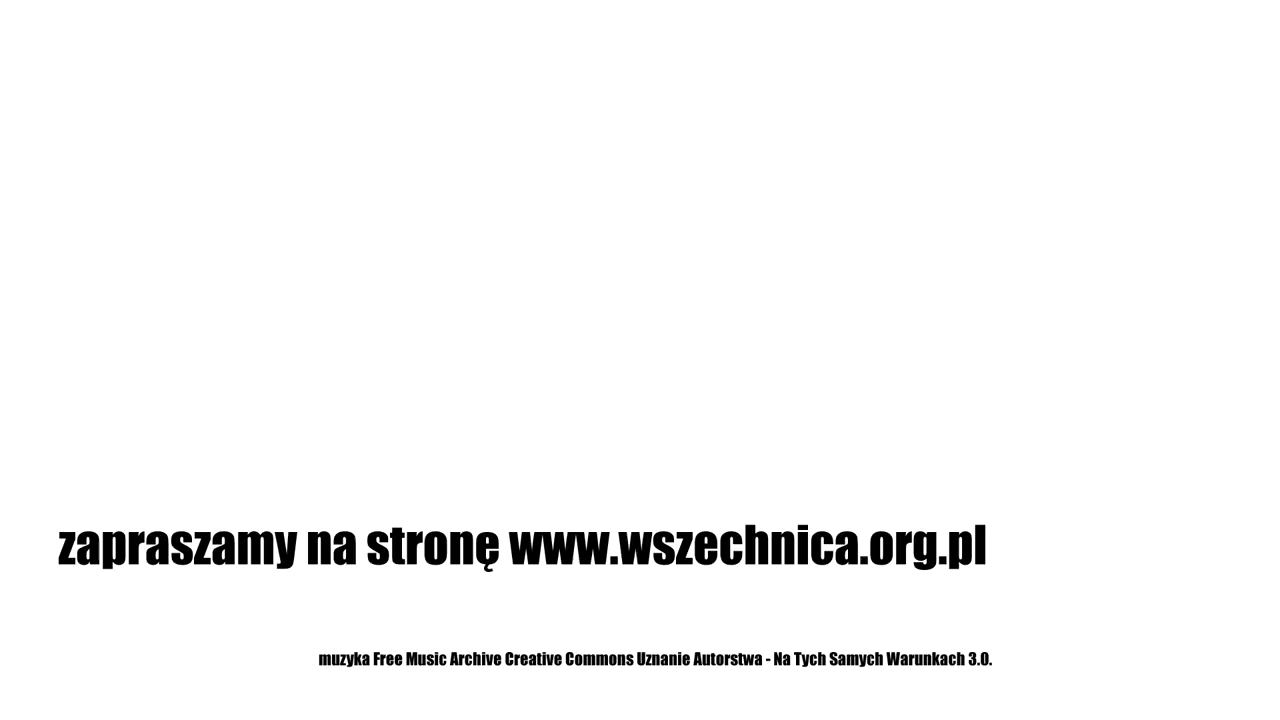 zapraszamy na stronę www.wszechnica.org.pl
muzyka Free Music Archive Creative Commons Uznanie Autorstwa - Na Tych Samych Warunkach 3.0.